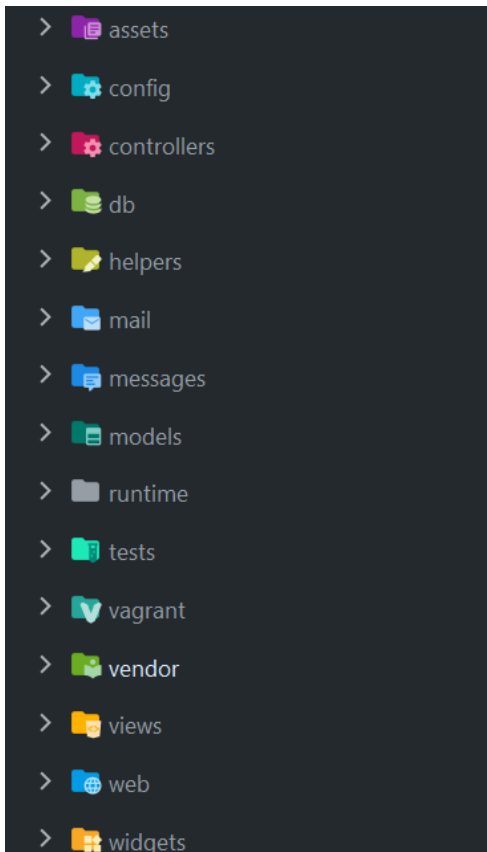 assets
config
controllers
db
helpers
mail
messages
models
runtime
tests
vagrant
vendor
views
web
widgets